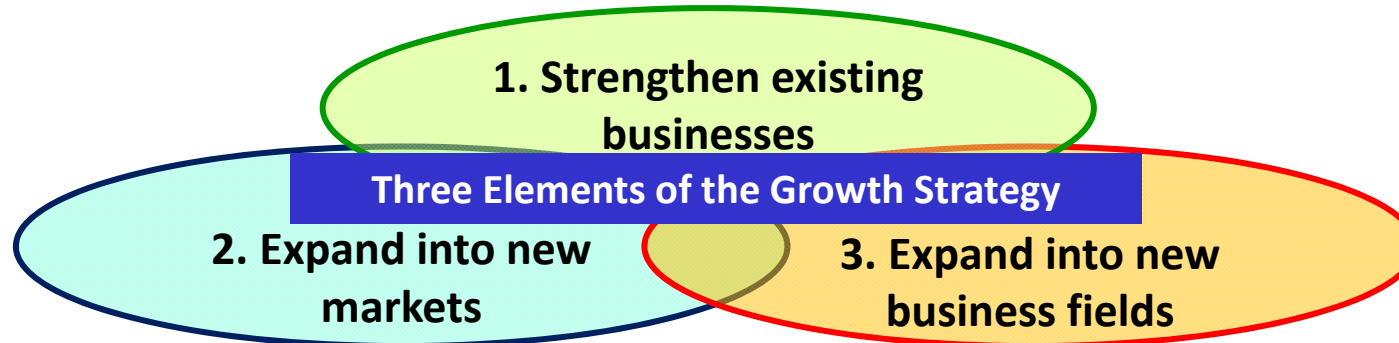 1. Strengthen existing
businesses
Three Elements of the Growth Strategy
2. Expand into new
markets
3. Expand into new
business fields